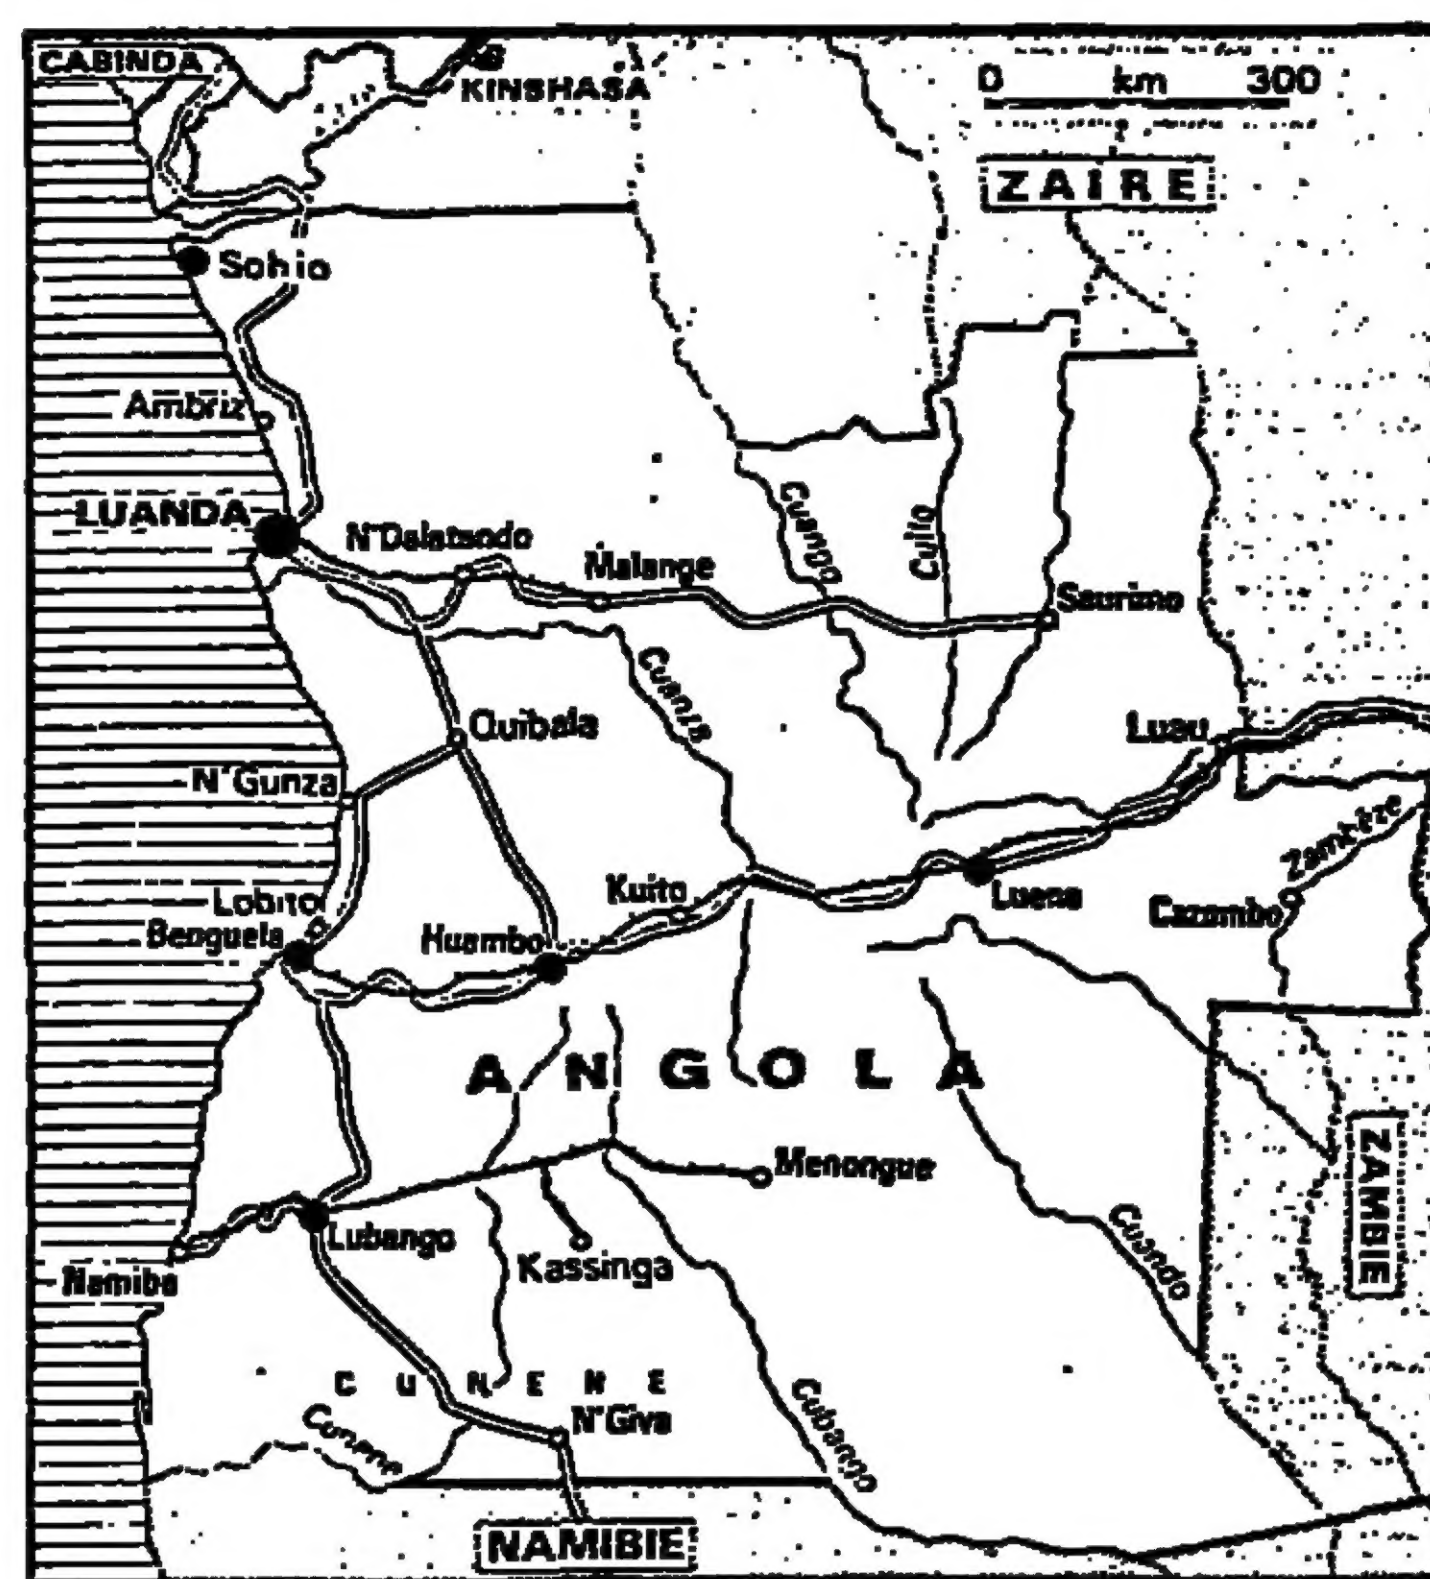 CABINDA
KINSHASA
0 km 300
ZAIRE
Sohio
Ambriz
LUANDA
N'Dalatsodo
Malange
Cuango
Cuilo
Saurimo
Cuanza
Quibala
Luau
N'Gunza
Zambèze
Lobito
Benguela
Kuito
Huambo
Luena
Cazombo
ANGOLA
ZAMBIE
Menongue
Lubango
Kassinga
Cuando
Namibe
CUNENE
N'Giva
Cunene
Cubango
NAMIBIE